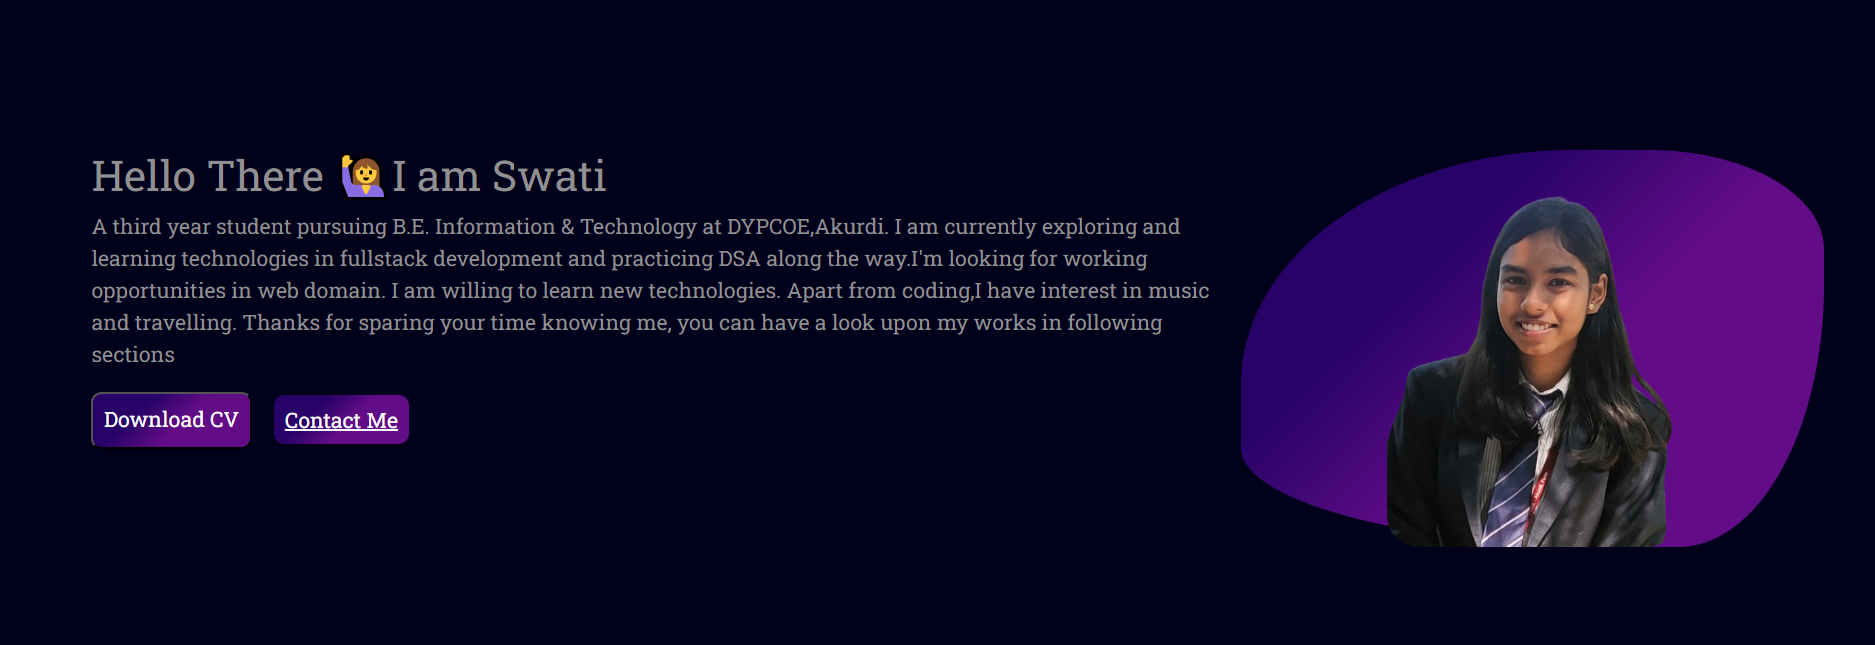 Hello There 🙋‍♀️ I am Swati
A third year student pursuing B.E. Information & Technology at DYPCOE,Akurdi. I am currently exploring and
learning technologies in fullstack development and practicing DSA along the way.I'm looking for working
opportunities in web domain. I am willing to learn new technologies. Apart from coding,I have interest in music
and travelling. Thanks for sparing your time knowing me, you can have a look upon my works in following
sections
Download CV
Contact Me